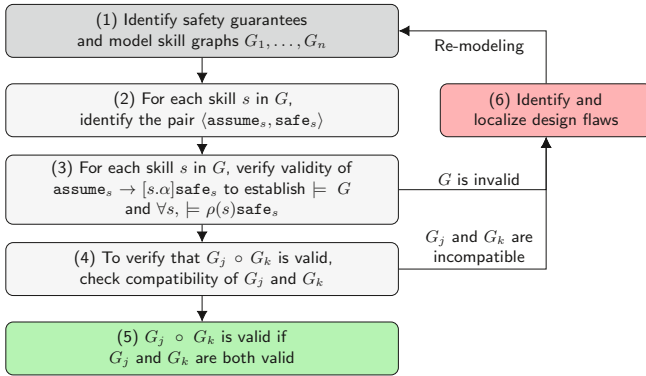 (1) Identify safety guarantees
and model skill graphs G₁, . . . , Gₙ
Re-modeling
(2) For each skill s in G,
identify the pair ⟨assumeₛ, safeₛ⟩
(6) Identify and
localize design flaws
(3) For each skill s in G, verify validity of
assumeₛ → [s.α]safeₛ to establish ⊨ G
and ∀s, ⊨ ρ(s)safeₛ
G is invalid
(4) To verify that Gⱼ ∘ Gₖ is valid,
check compatibility of Gⱼ and Gₖ
Gⱼ and Gₖ are
incompatible
(5) Gⱼ ∘ Gₖ is valid if
Gⱼ and Gₖ are both valid